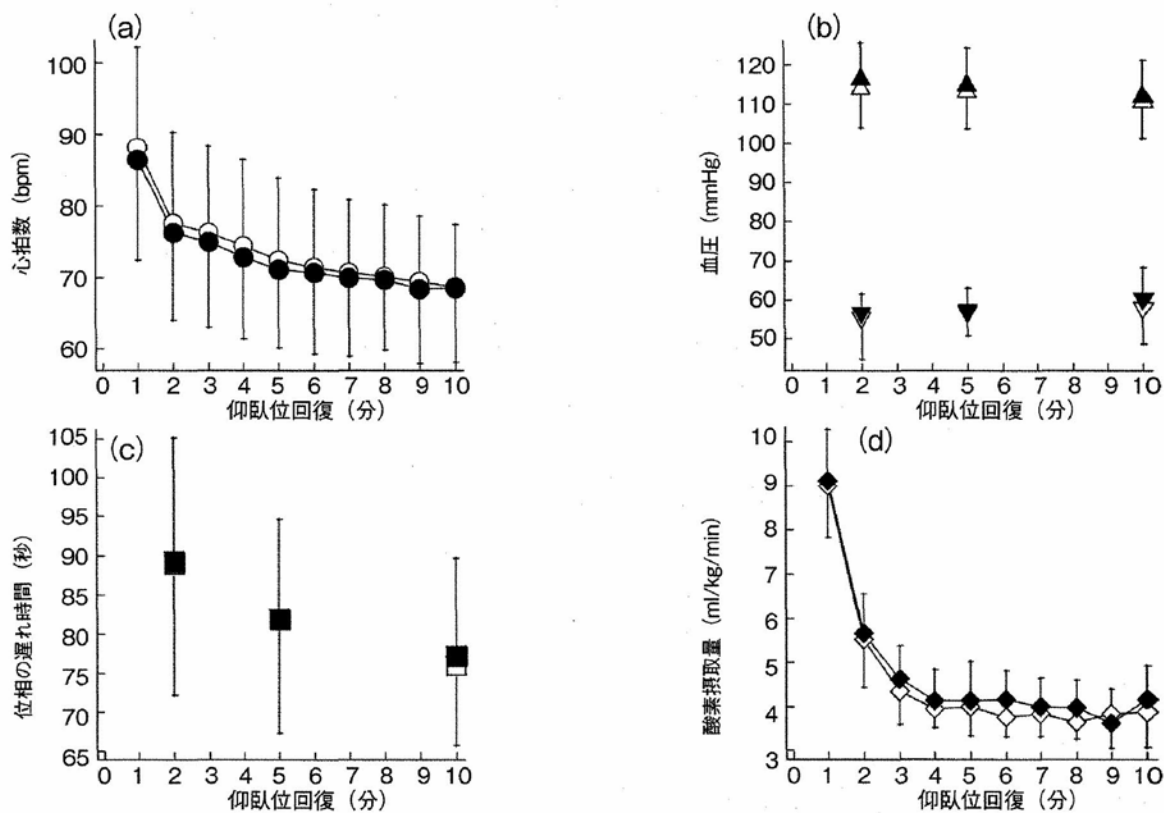 (a)
心拍数 (bpm)
100
90
80
70
60
0 1 2 3 4 5 6 7 8 9 10
仰臥位回復（分）
(b)
血圧 (mmHg)
120
110
100
90
80
70
60
50
0 1 2 3 4 5 6 7 8 9 10
仰臥位回復（分）
(c)
位相の遅れ時間（秒）
105
100
95
90
85
80
75
70
65
0 1 2 3 4 5 6 7 8 9 10
仰臥位回復（分）
(d)
酸素摂取量 (ml/kg/min)
10
9
8
7
6
5
4
3
0 1 2 3 4 5 6 7 8 9 10
仰臥位回復（分）